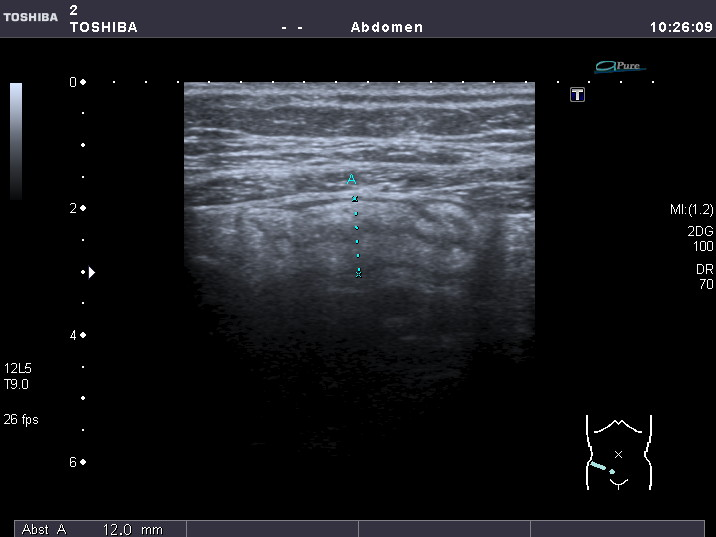 TOSHIBA
2
TOSHIBA - - Abdomen 10:26:09
aPure
T
0
2
4
6
A
MI:(1.2)
2DG
100
DR
70
12L5
T9.0
26 fps
Abst A 12.0 mm